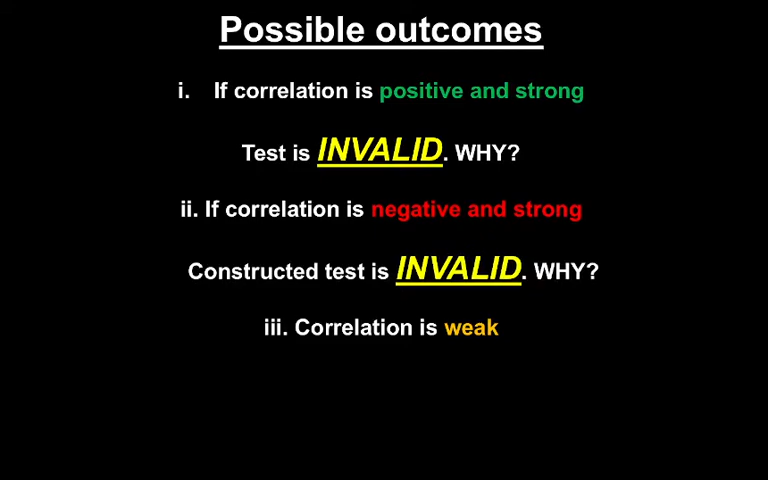 Possible outcomes
i. If correlation is positive and strong
Test is INVALID. WHY?
ii. If correlation is negative and strong
Constructed test is INVALID. WHY?
iii. Correlation is weak